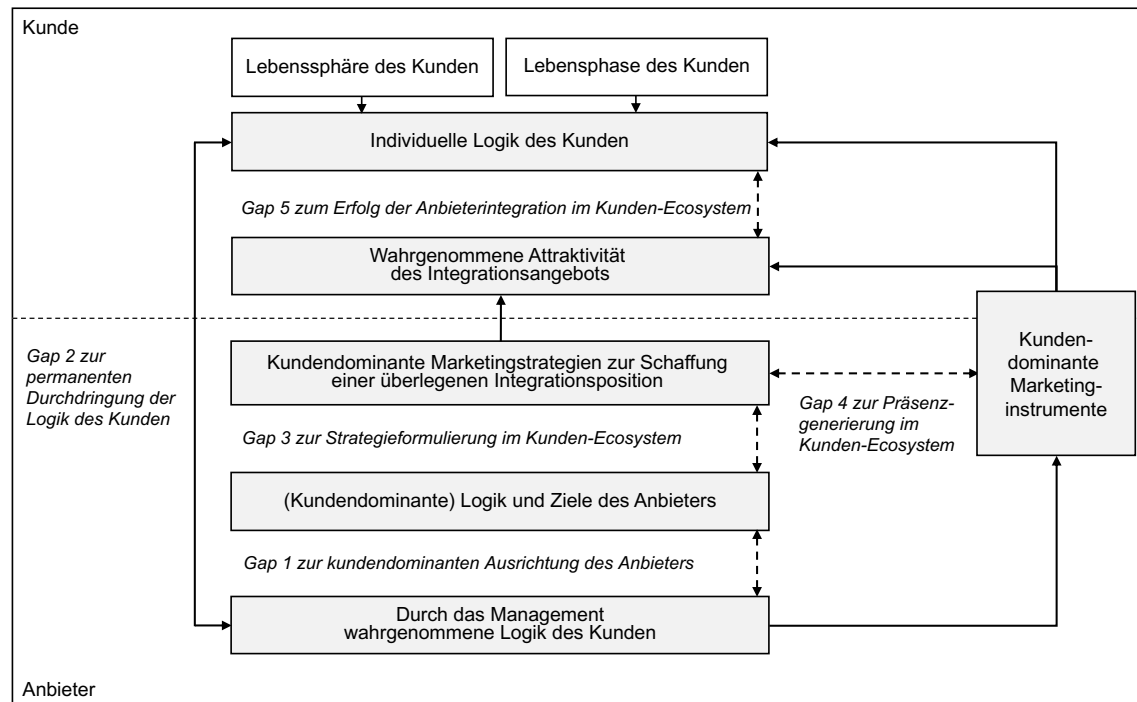 Kunde
Lebenssphäre des Kunden
Lebensphase des Kunden
Individuelle Logik des Kunden
Gap 5 zum Erfolg der Anbieterintegration im Kunden-Ecosystem
Wahrgenommene Attraktivität
des Integrationsangebots
Gap 2 zur
permanenten
Durchdringung der
Logik des Kunden
Kundendominante Marketingstrategien zur Schaffung
einer überlegenen Integrationsposition
Kunden-
dominante
Marketing-
instrumente
Gap 4 zur Präsenz-
generierung im
Kunden-Ecosystem
Gap 3 zur Strategieformulierung im Kunden-Ecosystem
(Kundendominante) Logik und Ziele des Anbieters
Gap 1 zur kundendominanten Ausrichtung des Anbieters
Durch das Management
wahrgenommene Logik des Kunden
Anbieter